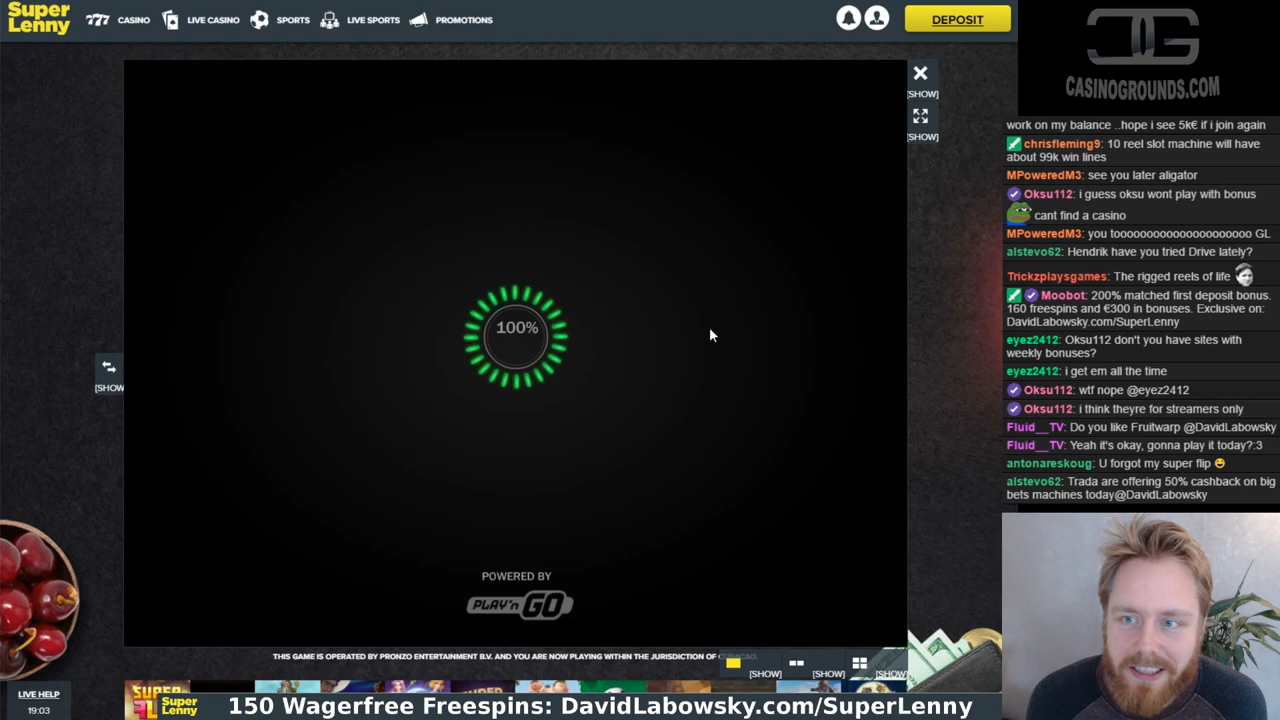 Super
Lenny
777 CASINO
LIVE CASINO
SPORTS
LIVE SPORTS
PROMOTIONS
DEPOSIT
[SHOW]
[SHOW]
CG
CASINOGROUNDS.COM
work on my balance ..hope i see 5k€ if i join again
chrisfleming9: 10 reel slot machine will have
about 99k win lines
MPoweredM3: see you later aligator
Oksu112: i guess oksu wont play with bonus
cant find a casino
MPoweredM3: you tooooooooooooooooooooo GL
alstevo62: Hendrik have you tried Drive lately?
Trickzplaysgames: The rigged reels of life
Moobot: 200% matched first deposit bonus.
160 freespins and €300 in bonuses. Exclusive on:
DavidLabowsky.com/SuperLenny
eyez2412: Oksu112 don't you have sites with
weekly bonuses?
eyez2412: i get em all the time
Oksu112: wtf nope @eyez2412
Oksu112: i think theyre for streamers only
Fluid__TV: Do you like Fruitwarp @DavidLabowsky
Fluid__TV: Yeah it's okay, gonna play it today?:3
antonareskoug: U forgot my super flip
alstevo62: Trada are offering 50% cashback on big
bets machines today@DavidLabowsky
100%
[SHOW
POWERED BY
PLAY'n GO
THIS GAME IS OPERATED BY PRONZO ENTERTAINMENT B.V. AND YOU ARE NOW PLAYING WITHIN THE JURISDICTION OF
[SHOW]
[SHOW]
[SHOW]
LIVE HELP
19:03
Super
Lenny
150 Wagerfree Freespins: DavidLabowsky.com/SuperLenny